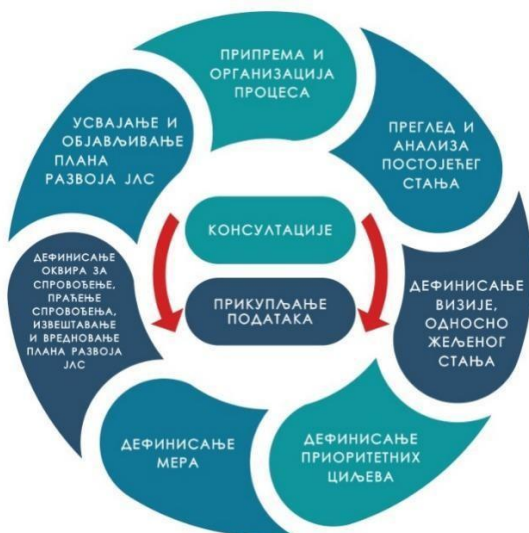 ПРИПРЕМА И
ОРГАНИЗАЦИЈА
ПРОЦЕСА
ПРЕГЛЕД И
АНАЛИЗА
ПОСТОЈЕЋЕГ
СТАЊА
ДЕФИНИСАЊЕ
ВИЗИЈЕ,
ОДНОСНО
ЖЕЉЕНОГ
СТАЊА
ДЕФИНИСАЊЕ
ПРИОРИТЕТНИХ
ЦИЉЕВА
ДЕФИНИСАЊЕ
МЕРА
ДЕФИНИСАЊЕ
ОКВИРА ЗА
СПРОВОЂЕЊЕ,
ПРАЋЕЊЕ
СПРОВОЂЕЊА,
ИЗВЕШТАВАЊЕ
И ВРЕДНОВАЊЕ
ПЛАНА РАЗВОЈА
ЈЛС
УСВАЈАЊЕ И
ОБЈАВЉИВАЊЕ
ПЛАНА
РАЗВОЈА ЈЛС
КОНСУЛТАЦИЈЕ
ПРИКУПЉАЊЕ
ПОДАТАКА